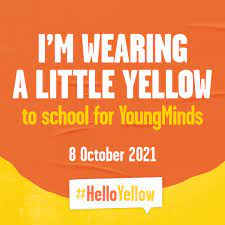 I'M WEARING
A LITTLE YELLOW
to school for YoungMinds
8 October 2021
#HelloYellow